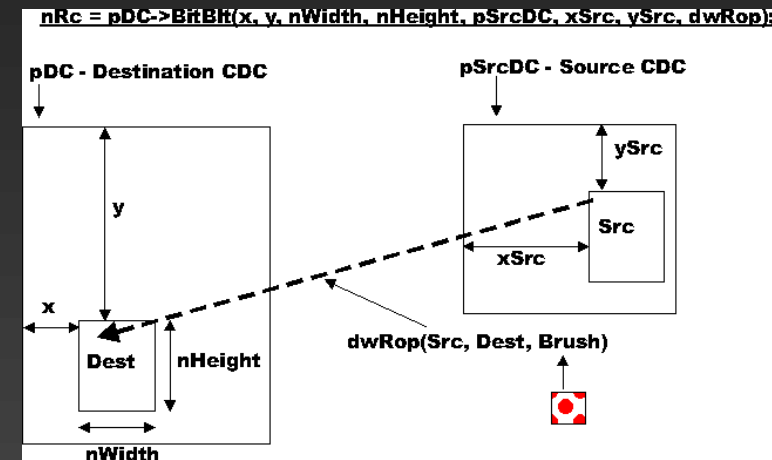 nRc = pDC->BitBlt(x, y, nWidth, nHeight, pSrcDC, xSrc, ySrc, dwRop);
pDC - Destination CDC
pSrcDC - Source CDC
ySrc
y
Src
xSrc
x
dwRop(Src, Dest, Brush)
Dest
nHeight
nWidth